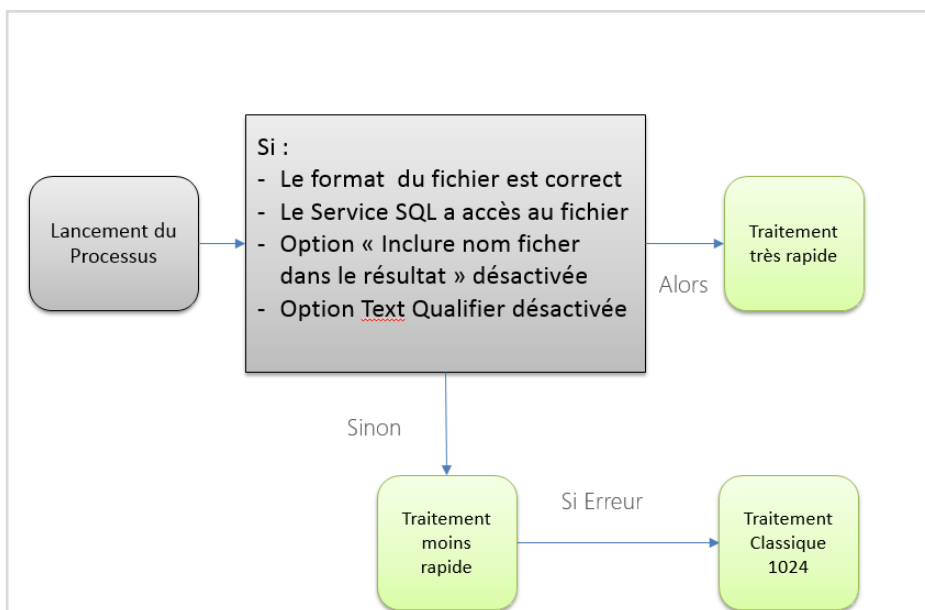 Lancement du
Processus
Si :
- Le format du fichier est correct
- Le Service SQL a accès au fichier
- Option « Inclure nom ficher
dans le résultat » désactivée
- Option Text Qualifier désactivée
Alors
Traitement
très rapide
Sinon
Traitement
moins
rapide
Si Erreur
Traitement
Classique
1024